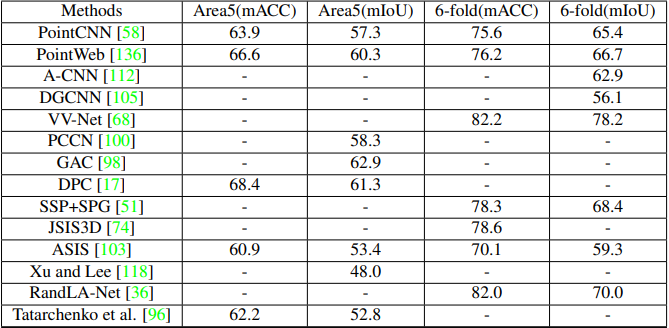 Methods Area5(mACC) Area5(mIoU) 6-fold(mACC) 6-fold(mIoU)
PointCNN [58] 63.9 57.3 75.6 65.4
PointWeb [136] 66.6 60.3 76.2 66.7
A-CNN [112] - - - 62.9
DGCNN [105] - - - 56.1
VV-Net [68] - - 82.2 78.2
PCCN [100] - 58.3 - -
GAC [98] - 62.9 - -
DPC [17] 68.4 61.3 - -
SSP+SPG [51] - - 78.3 68.4
JSIS3D [74] - - 78.6 -
ASIS [103] 60.9 53.4 70.1 59.3
Xu and Lee [118] - 48.0 - -
RandLA-Net [36] - - 82.0 70.0
Tatarchenko et al. [96] 62.2 52.8 - -